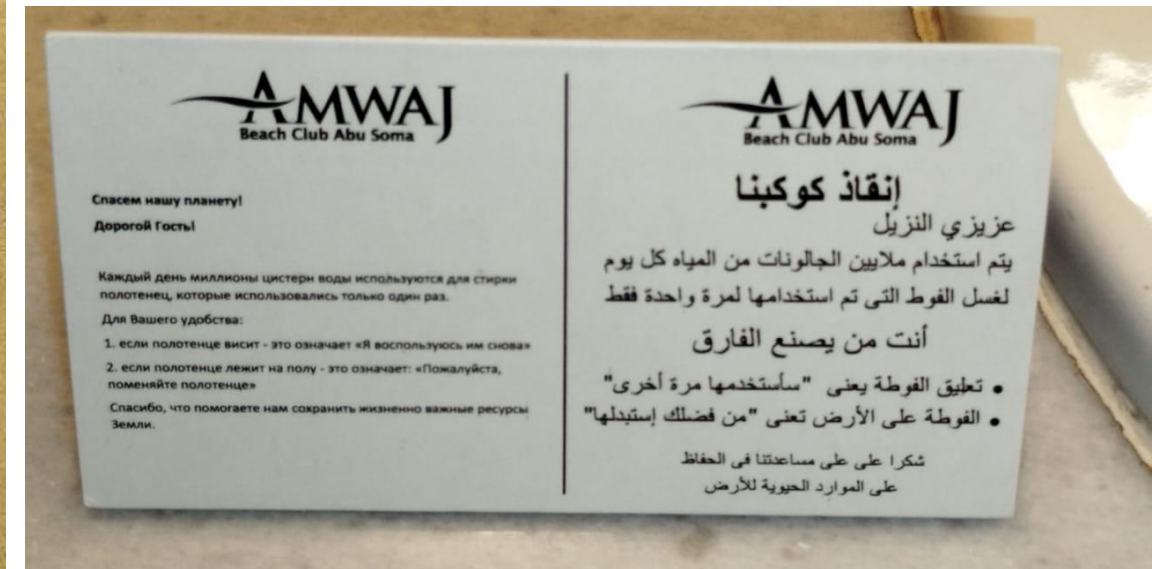 AMWAJ
Beach Club Abu Soma
Спасем нашу планету!
Дорогой Гость!
Каждый день миллионы цистерн воды используются для стирки
полотенец, которые использовались только один раз.
Для Вашего удобства:
1. если полотенце висит - это означает «Я воспользуюсь им снова»
2. если полотенце лежит на полу - это означает: «Пожалуйста,
поменяйте полотенце»
Спасибо, что помогаете нам сохранить жизненно важные ресурсы
Земли.
AMWAJ
Beach Club Abu Soma
إنقاذ كوكبنا
عزيزي النزيل
يتم استخدام ملايين الجالونات من المياه كل يوم
لغسل الفوط التى تم استخدامها لمرة واحدة فقط
أنت من يصنع الفارق
• تعليق الفوطة يعنى "سأستخدمها مرة أخرى"
• الفوطة على الأرض تعنى "من فضلك إستبدلها"
شكرا على على مساعدتنا فى الحفاظ
على الموارد الحيوية للأرض